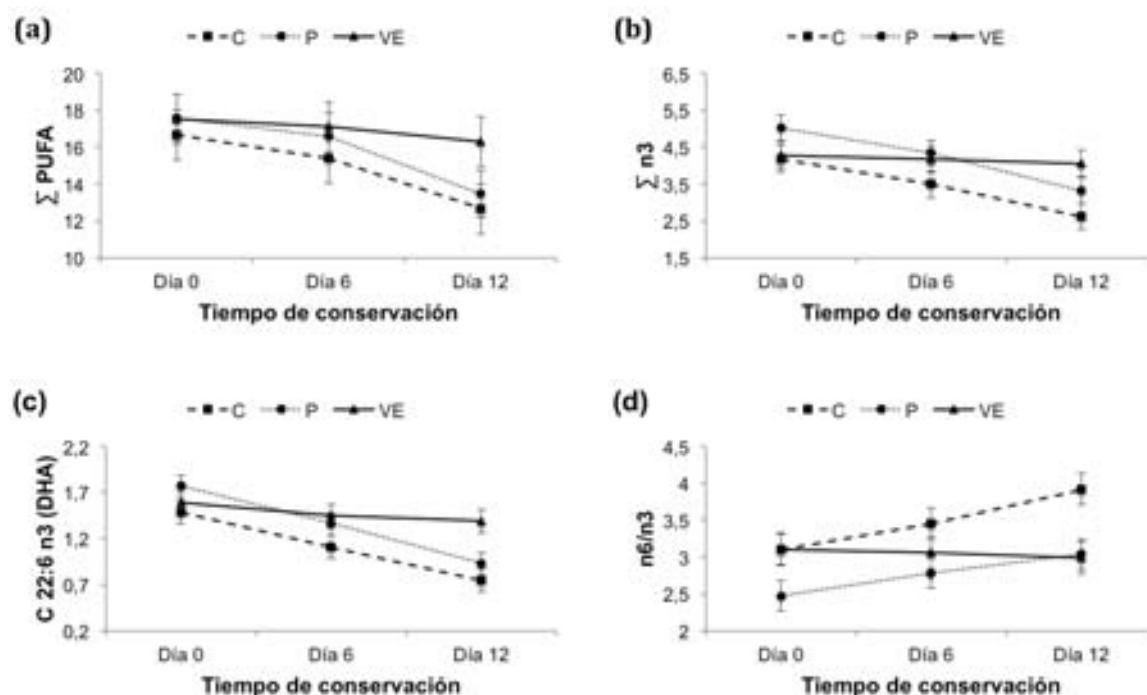 (a)
C P VE
20
18
16
14
12
10
∑ PUFA
Día 0 Día 6 Día 12
Tiempo de conservación
(b)
C P VE
6,5
5,5
4,5
3,5
2,5
1,5
∑ n3
Día 0 Día 6 Día 12
Tiempo de conservación
(c)
C P VE
2,2
1,7
1,2
0,7
0,2
C 22:6 n3 (DHA)
Día 0 Día 6 Día 12
Tiempo de conservación
(d)
C P VE
4,5
4
3,5
3
2,5
2
n6/n3
Día 0 Día 6 Día 12
Tiempo de conservación